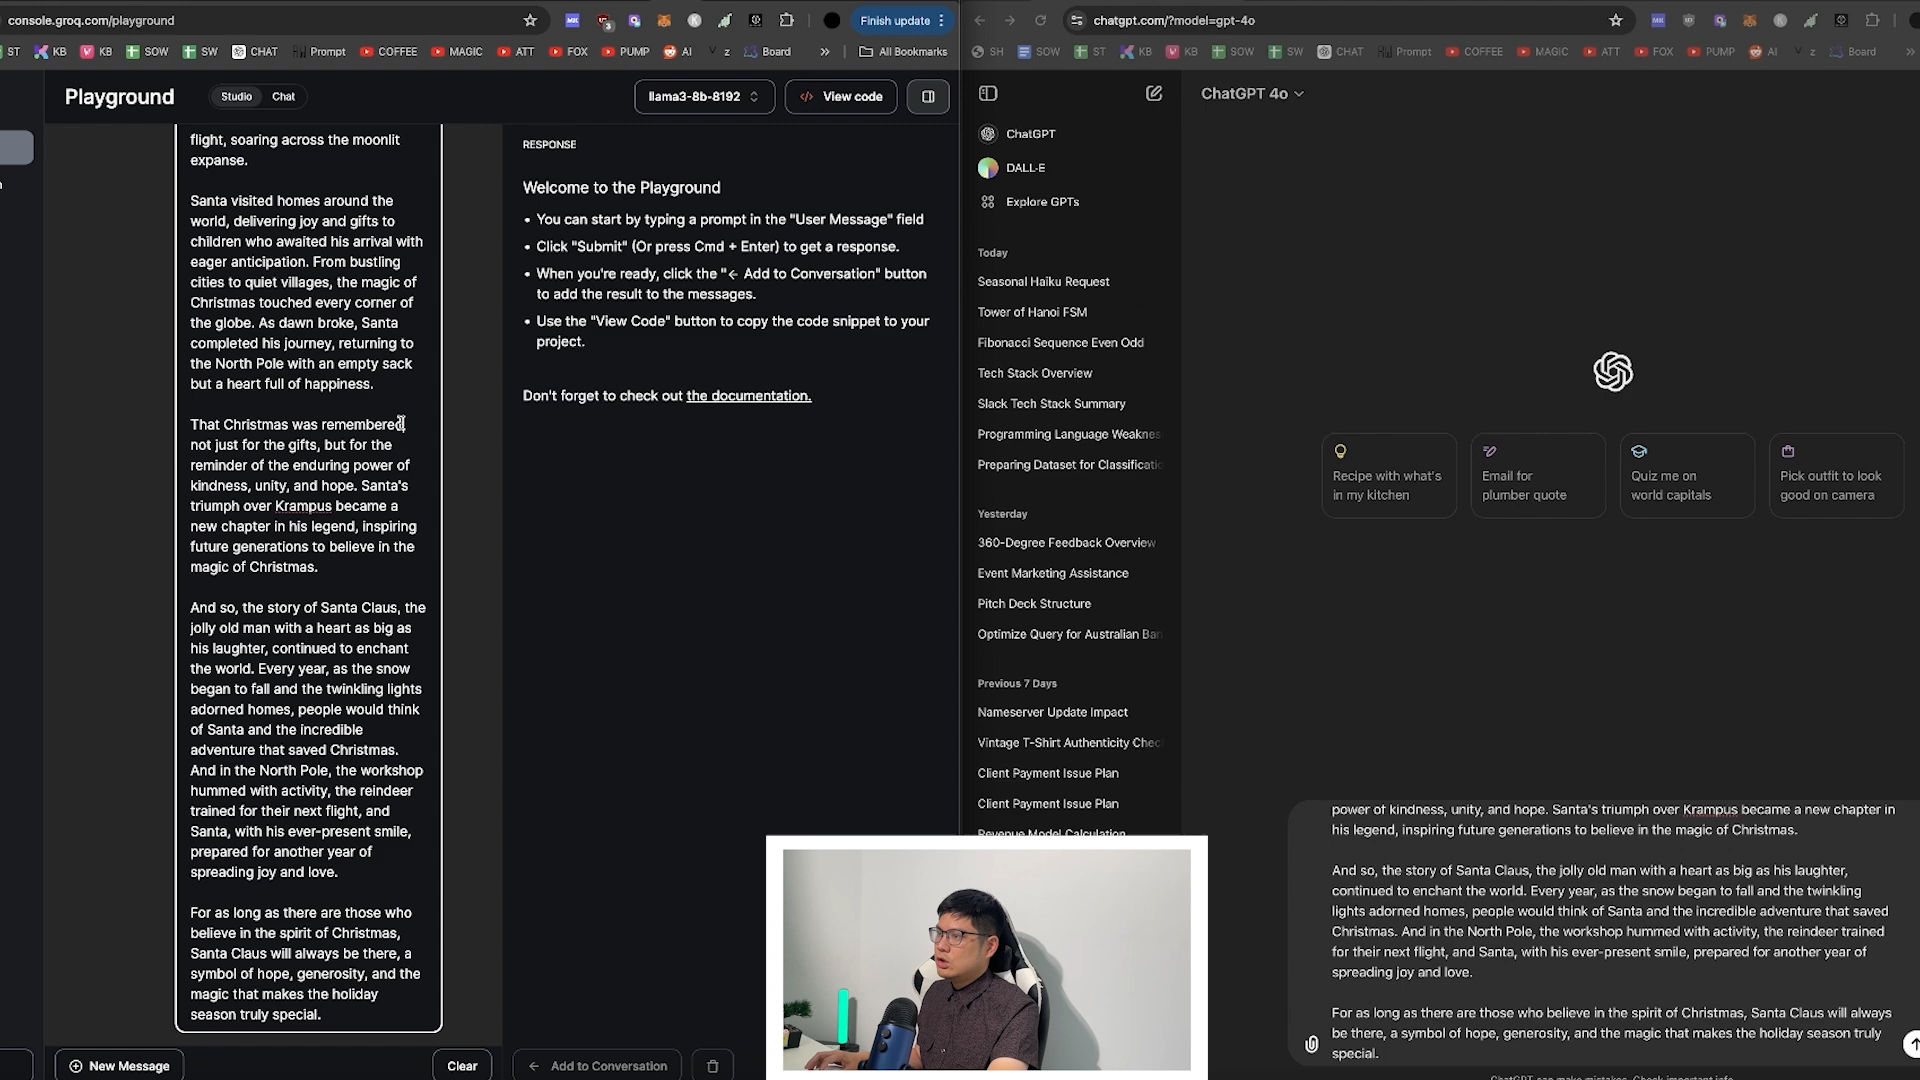 console.groq.com/playground
3
Finish update
ST
KB
KB
SOW
SW
CHAT
Prompt
COFFEE
MAGIC
ATT
FOX
PUMP
AI
z
Board
»
All Bookmarks
Playground
Studio
Chat
llama3-8b-8192
View code
flight, soaring across the moonlit
expanse.
Santa visited homes around the
world, delivering joy and gifts to
children who awaited his arrival with
eager anticipation. From bustling
cities to quiet villages, the magic of
Christmas touched every corner of
the globe. As dawn broke, Santa
completed his journey, returning to
the North Pole with an empty sack
but a heart full of happiness.
That Christmas was remembered
not just for the gifts, but for the
reminder of the enduring power of
kindness, unity, and hope. Santa's
triumph over Krampus became a
new chapter in his legend, inspiring
future generations to believe in the
magic of Christmas.
And so, the story of Santa Claus, the
jolly old man with a heart as big as
his laughter, continued to enchant
the world. Every year, as the snow
began to fall and the twinkling lights
adorned homes, people would think
of Santa and the incredible
adventure that saved Christmas.
And in the North Pole, the workshop
hummed with activity, the reindeer
trained for their next flight, and
Santa, with his ever-present smile,
prepared for another year of
spreading joy and love.
For as long as there are those who
believe in the spirit of Christmas,
Santa Claus will always be there, a
symbol of hope, generosity, and the
magic that makes the holiday
season truly special.
New Message
Clear
RESPONSE
Welcome to the Playground
• You can start by typing a prompt in the "User Message" field
• Click "Submit" (Or press Cmd + Enter) to get a response.
• When you're ready, click the "← Add to Conversation" button
to add the result to the messages.
• Use the "View Code" button to copy the code snippet to your
project.
Don't forget to check out the documentation.
← Add to Conversation
chatgpt.com/?model=gpt-4o
SH
SOW
ST
KB
KB
SOW
SW
CHAT
Prompt
COFFEE
MAGIC
ATT
FOX
PUMP
AI
z
Board
»
ChatGPT
DALL·E
Explore GPTs
Today
Seasonal Haiku Request
Tower of Hanoi FSM
Fibonacci Sequence Even Odd
Tech Stack Overview
Slack Tech Stack Summary
Programming Language Weaknes
Preparing Dataset for Classificatio
Yesterday
360-Degree Feedback Overview
Event Marketing Assistance
Pitch Deck Structure
Optimize Query for Australian Ban
Previous 7 Days
Nameserver Update Impact
Vintage T-Shirt Authenticity Chec
Client Payment Issue Plan
Client Payment Issue Plan
Revenue Model Calculation
ChatGPT 4o
Recipe with what's
in my kitchen
Email for
plumber quote
Quiz me on
world capitals
Pick outfit to look
good on camera
power of kindness, unity, and hope. Santa's triumph over Krampus became a new chapter in
his legend, inspiring future generations to believe in the magic of Christmas.
And so, the story of Santa Claus, the jolly old man with a heart as big as his laughter,
continued to enchant the world. Every year, as the snow began to fall and the twinkling
lights adorned homes, people would think of Santa and the incredible adventure that saved
Christmas. And in the North Pole, the workshop hummed with activity, the reindeer trained
for their next flight, and Santa, with his ever-present smile, prepared for another year of
spreading joy and love.
For as long as there are those who believe in the spirit of Christmas, Santa Claus will always
be there, a symbol of hope, generosity, and the magic that makes the holiday season truly
special.
ChatGPT can make mistakes. Check important info.